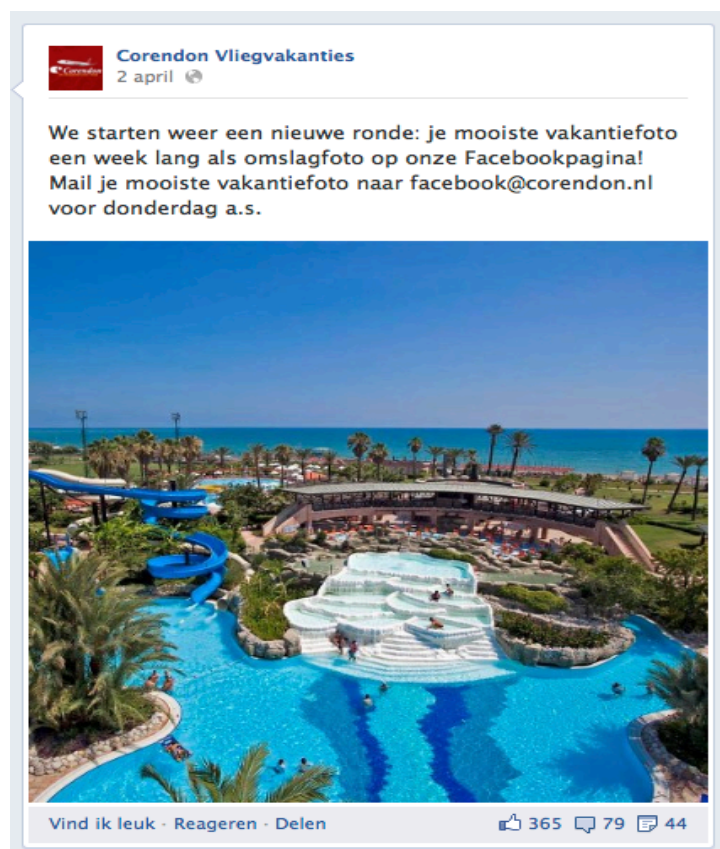 Corendon
Corendon Vliegvakanties
2 april
We starten weer een nieuwe ronde: je mooiste vakantiefoto
een week lang als omslagfoto op onze Facebookpagina!
Mail je mooiste vakantiefoto naar facebook@corendon.nl
voor donderdag a.s.
Vind ik leuk · Reageren · Delen 365 79 44